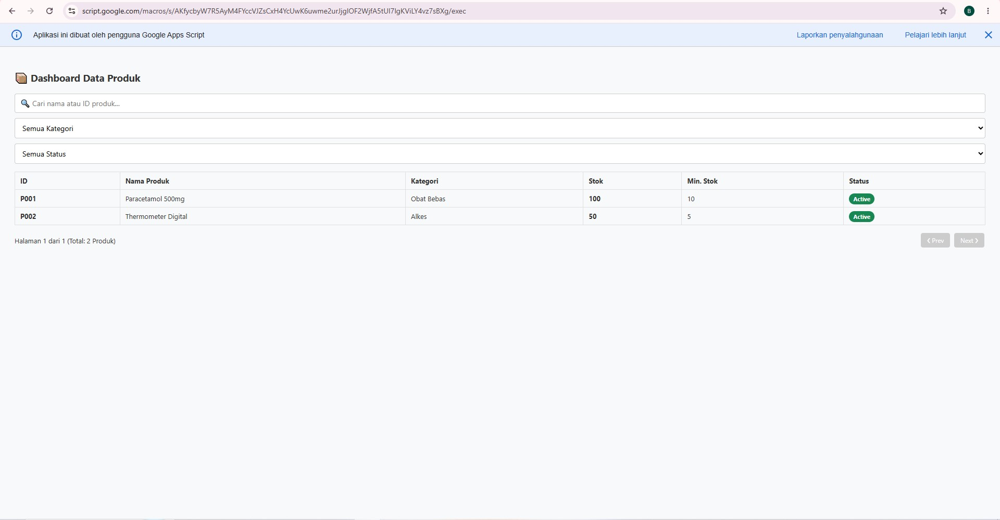 script.google.com/macros/s/AKfycbyW7R5AyM4FYccVJZsCxH4YcUwK6uwme2urJjglOF2WjfA5tUI7lgKViLY4vz7sBXg/exec
B
Aplikasi ini dibuat oleh pengguna Google Apps Script
Laporkan penyalahgunaan
Pelajari lebih lanjut
Dashboard Data Produk
Cari nama atau ID produk...
Semua Kategori
Semua Status
ID Nama Produk Kategori Stok Min. Stok Status
P001 Paracetamol 500mg Obat Bebas 100 10 Active
P002 Thermometer Digital Alkes 50 5 Active
Halaman 1 dari 1 (Total: 2 Produk)
❮ Prev Next ❯